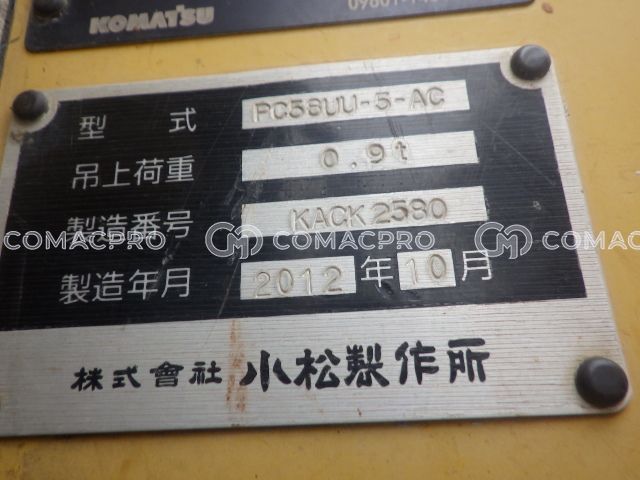 KOMATSU
型式 PC58UU-5-AC
吊上荷重 0.9t
製造番号 KACK2580
COMACPRO COMACPRO COMACPRO
製造年月 2012年10月
株式會社 小松製作所